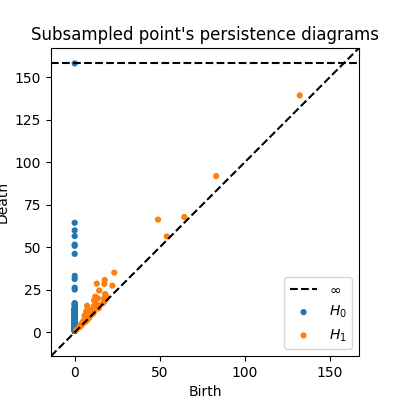 Subsampled point's persistence diagrams
Death
150
125
100
75
50
25
0
∞
H₀
H₁
0 50 100 150
Birth